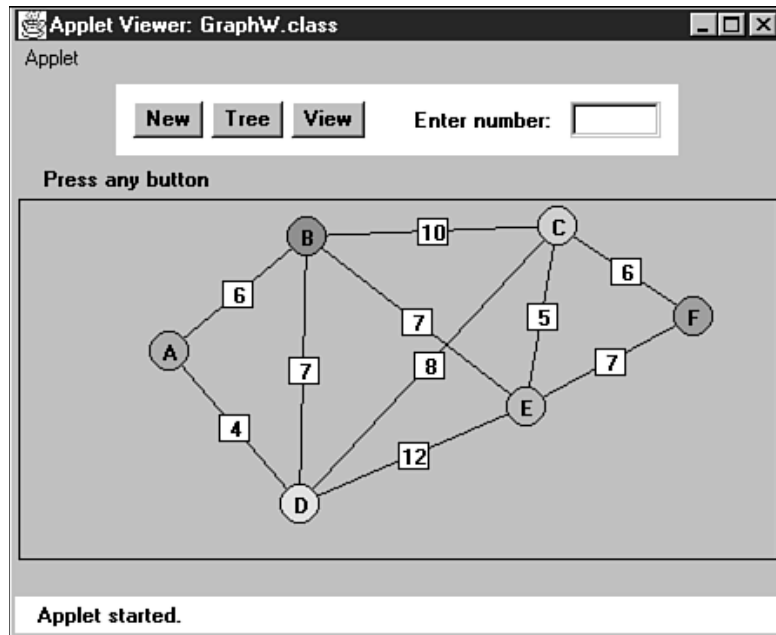 Applet Viewer: GraphW.class
Applet
New Tree View Enter number:
Press any button
B 10 C
6 6
7 5 F
A 7 8 7
E
4
12
D
Applet started.